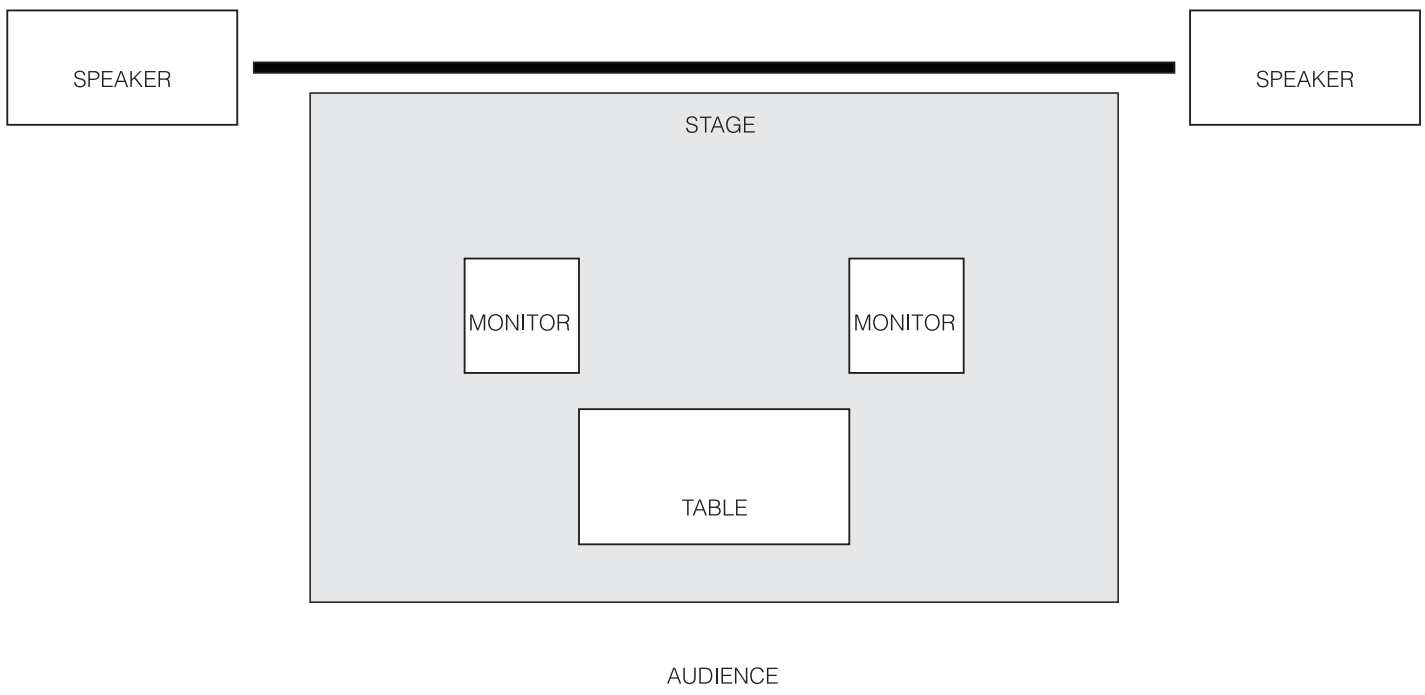 SPEAKER
SPEAKER
STAGE
MONITOR
MONITOR
TABLE
AUDIENCE